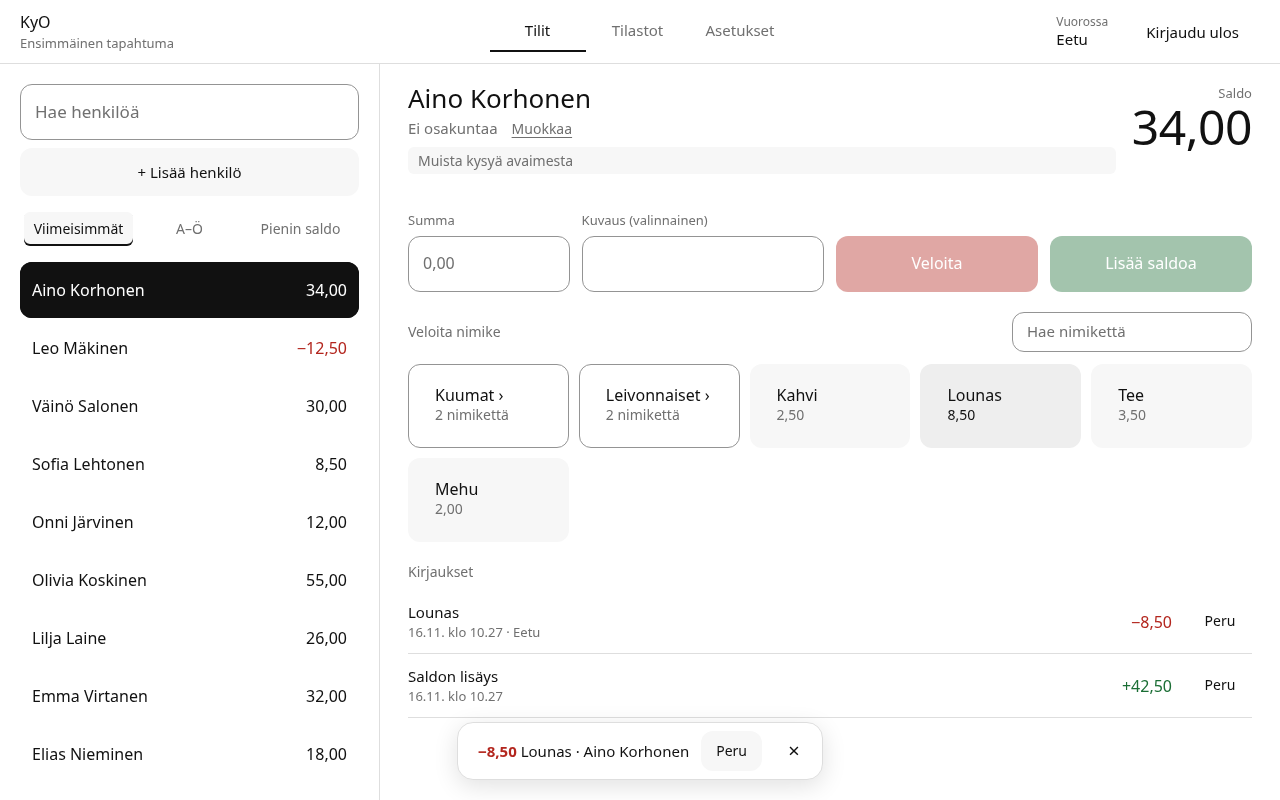 KyO
Ensimmäinen tapahtuma
Tilit
Tilastot
Asetukset
Vuorossa
Eetu
Kirjaudu ulos
Hae henkilöä
+ Lisää henkilö
Viimeisimmät
A–Ö
Pienin saldo
Aino Korhonen 34,00
Leo Mäkinen −12,50
Väinö Salonen 30,00
Sofia Lehtonen 8,50
Onni Järvinen 12,00
Olivia Koskinen 55,00
Lilja Laine 26,00
Emma Virtanen 32,00
Elias Nieminen 18,00
Aino Korhonen
Ei osakuntaa Muokkaa
Muista kysyä avaimesta
Saldo
34,00
Summa
0,00
Kuvaus (valinnainen)
Veloita
Lisää saldoa
Veloita nimike
Hae nimikettä
Kuumat ›
2 nimikettä
Leivonnaiset ›
2 nimikettä
Kahvi
2,50
Lounas
8,50
Tee
3,50
Mehu
2,00
Kirjaukset
Lounas
16.11. klo 10.27 · Eetu
−8,50
Peru
Saldon lisäys
16.11. klo 10.27
+42,50
Peru
−8,50 Lounas · Aino Korhonen
Peru
✕